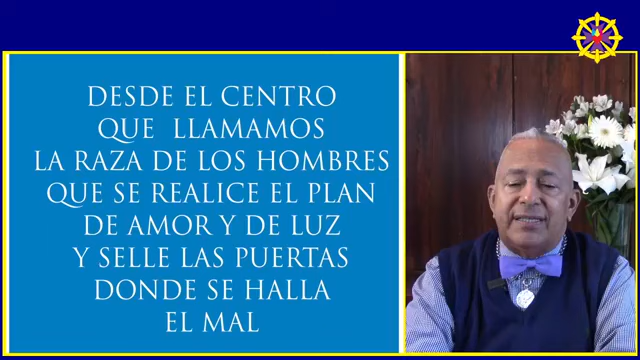 DESDE EL CENTRO
QUE LLAMAMOS
LA RAZA DE LOS HOMBRES
QUE SE REALICE EL PLAN
DE AMOR Y DE LUZ
Y SELLE LAS PUERTAS
DONDE SE HALLA
EL MAL